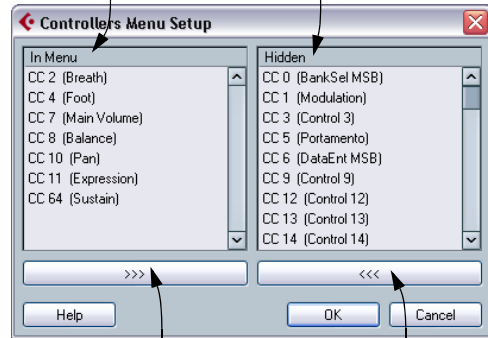 Controllers Menu Setup
In Menu
CC 2 (Breath)
CC 4 (Foot)
CC 7 (Main Volume)
CC 8 (Balance)
CC 10 (Pan)
CC 11 (Expression)
CC 64 (Sustain)
>>>
Hidden
CC 0 (BankSel MSB)
CC 1 (Modulation)
CC 3 (Control 3)
CC 5 (Portamento)
CC 6 (DataEnt MSB)
CC 9 (Control 9)
CC 12 (Control 12)
CC 13 (Control 13)
CC 14 (Control 14)
<<<
Help
OK
Cancel